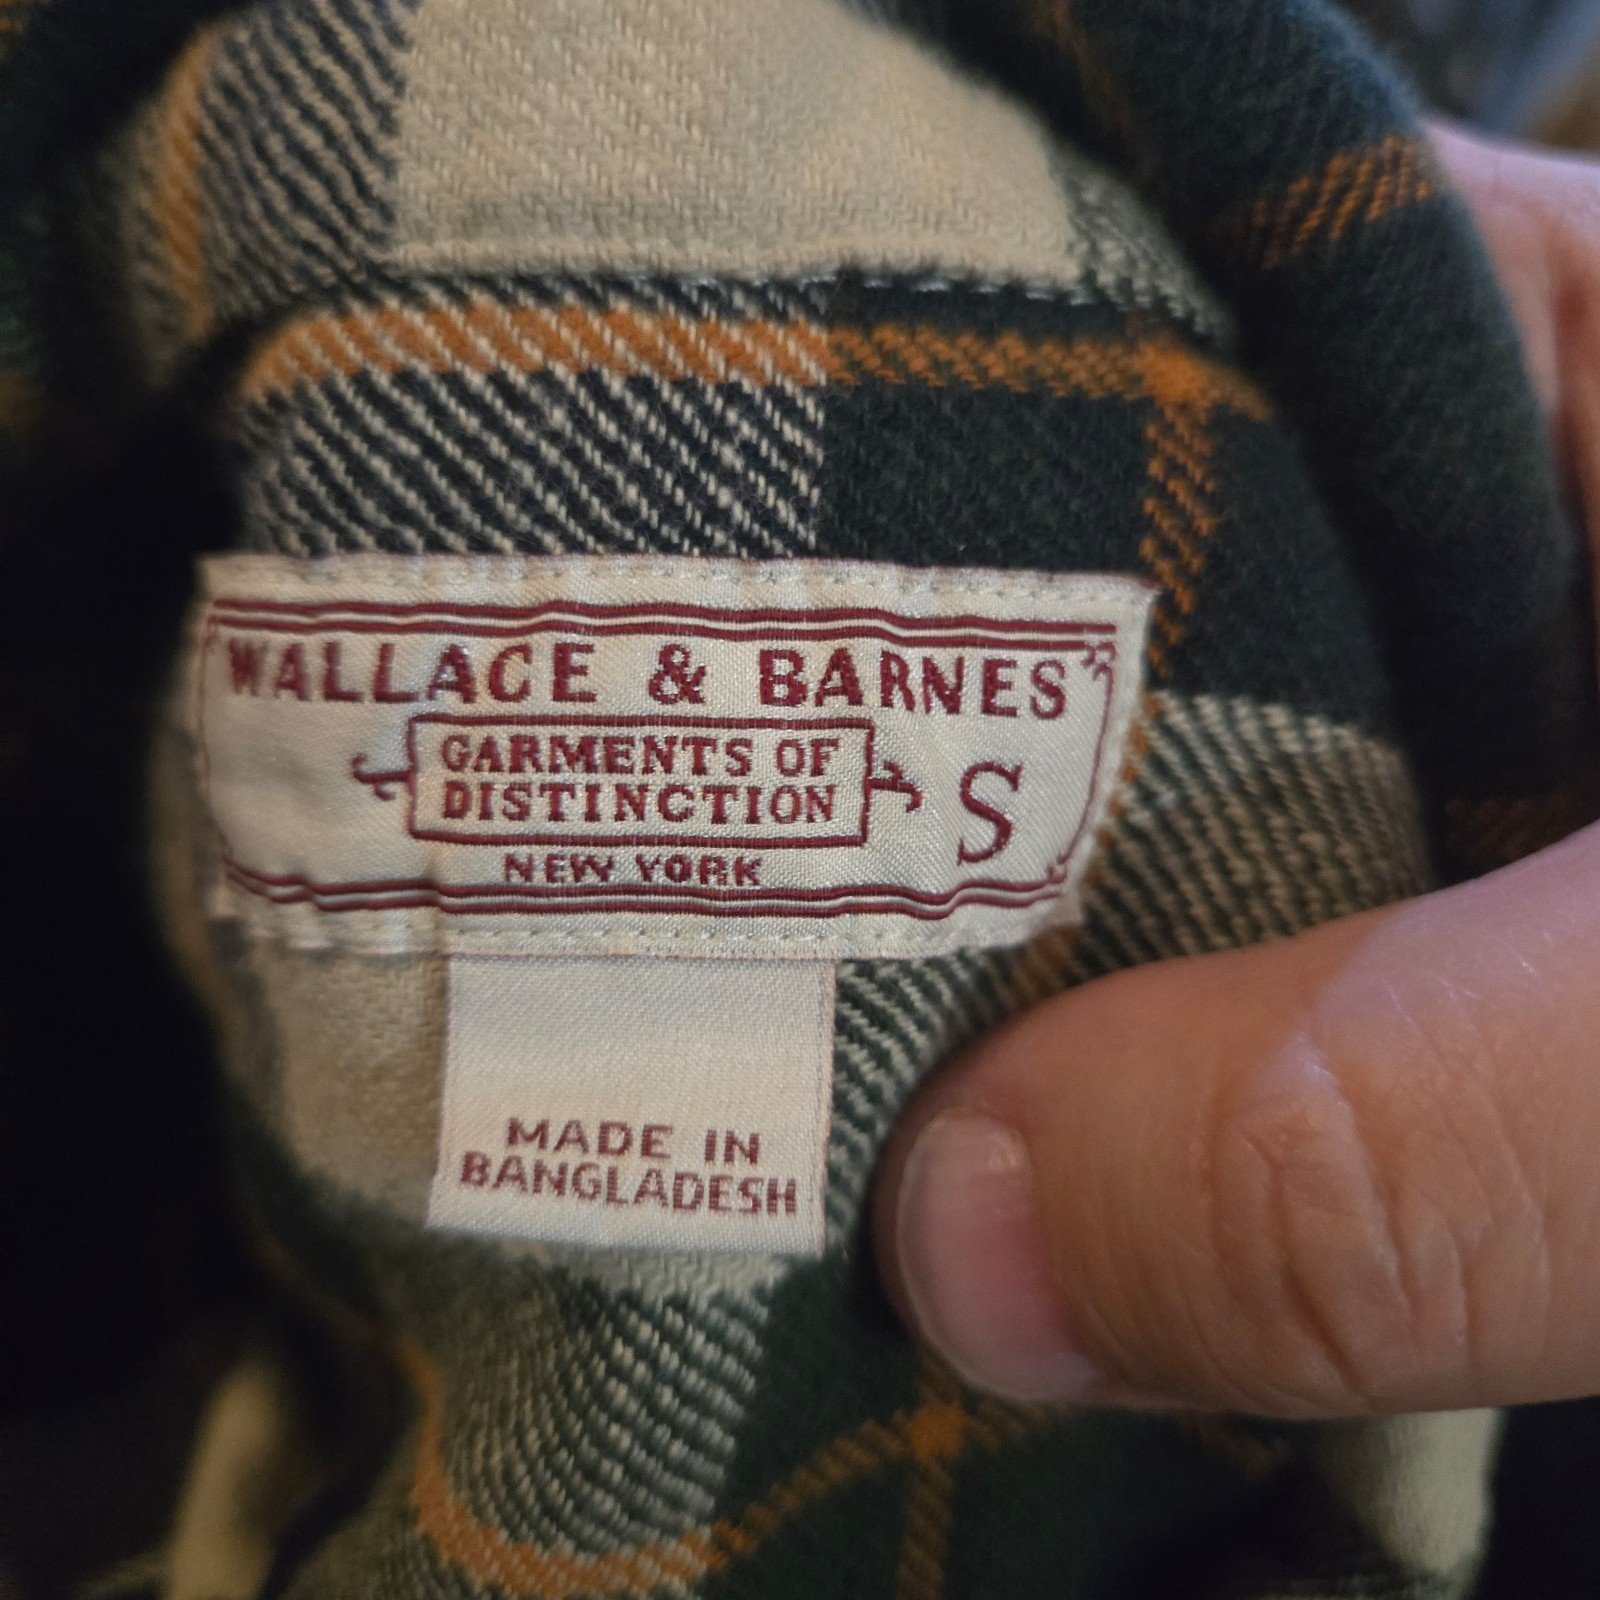 "WALLACE & BARNES"
GARMENTS OF
DISTINCTION
S
NEW YORK
MADE IN
BANGLADESH